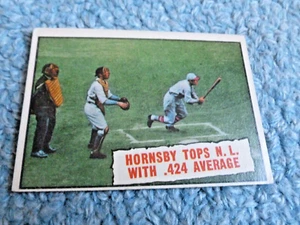 HORNSBY TOPS N.L.
WITH .424 AVERAGE